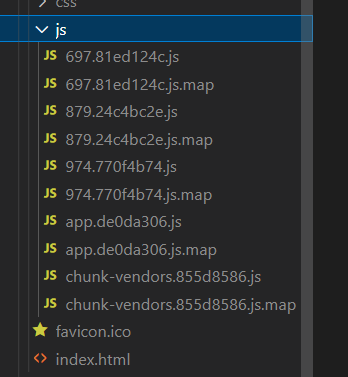 css
js
JS 697.81ed124c.js
JS 697.81ed124c.js.map
JS 879.24c4bc2e.js
JS 879.24c4bc2e.js.map
JS 974.770f4b74.js
JS 974.770f4b74.js.map
JS app.de0da306.js
JS app.de0da306.js.map
JS chunk-vendors.855d8586.js
JS chunk-vendors.855d8586.js.map
favicon.ico
index.html